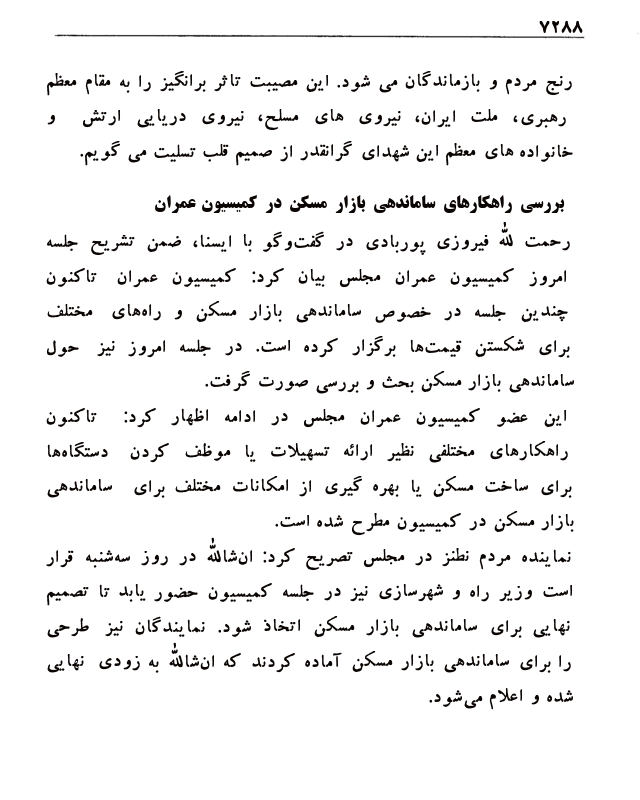 ۷۲۸۸
رنج مردم و بازماندگان می شود. این مصیبت تاثر برانگیز را به مقام معظم
رهبری، ملت ایران، نیروی های مسلح، نیروی دریایی ارتش و
خانواده های معظم این شهدای گرانقدر از صمیم قلب تسلیت می گویم.
بررسی راهکارهای ساماندهی بازار مسکن در کمیسیون عمران
رحمت لله فیروزی پوربادی در گفت‌وگو با ایسنا، ضمن تشریح جلسه
امروز کمیسیون عمران مجلس بیان کرد: کمیسیون عمران تاکنون
چندین جلسه در خصوص ساماندهی بازار مسکن و راه‌های مختلف
برای شکستن قیمت‌ها برگزار کرده است. در جلسه امروز نیز حول
ساماندهی بازار مسکن بحث و بررسی صورت گرفت.
این عضو کمیسیون عمران مجلس در ادامه اظهار کرد: تاکنون
راهکارهای مختلفی نظیر ارائه تسهیلات یا موظف کردن دستگاه‌ها
برای ساخت مسکن یا بهره گیری از امکانات مختلف برای ساماندهی
بازار مسکن در کمیسیون مطرح شده است.
نماینده مردم نطنز در مجلس تصریح کرد: ان‌شالله در روز سه‌شنبه قرار
است وزیر راه و شهرسازی نیز در جلسه کمیسیون حضور یابد تا تصمیم
نهایی برای ساماندهی بازار مسکن اتخاذ شود. نمایندگان نیز طرحی
را برای ساماندهی بازار مسکن آماده کردند که ان‌شالله به زودی نهایی
شده و اعلام می‌شود.